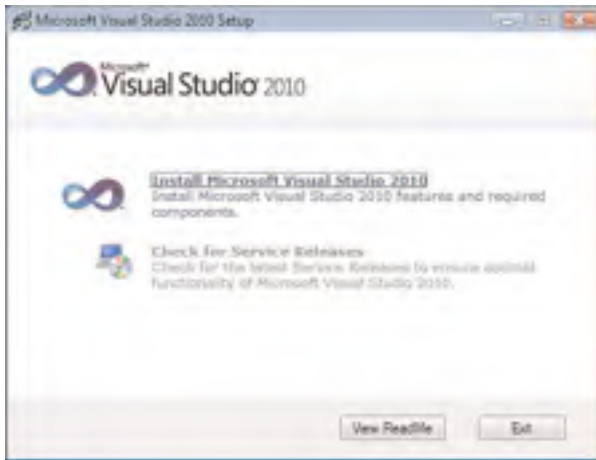 Microsoft Visual Studio 2010 Setup
Microsoft®
Visual Studio 2010
Install Microsoft Visual Studio 2010
Install Microsoft Visual Studio 2010 features and required
components.
Check for Service Releases
Check for the latest Service Releases to ensure optimal
functionality of Microsoft Visual Studio 2010.
View ReadMe
Exit